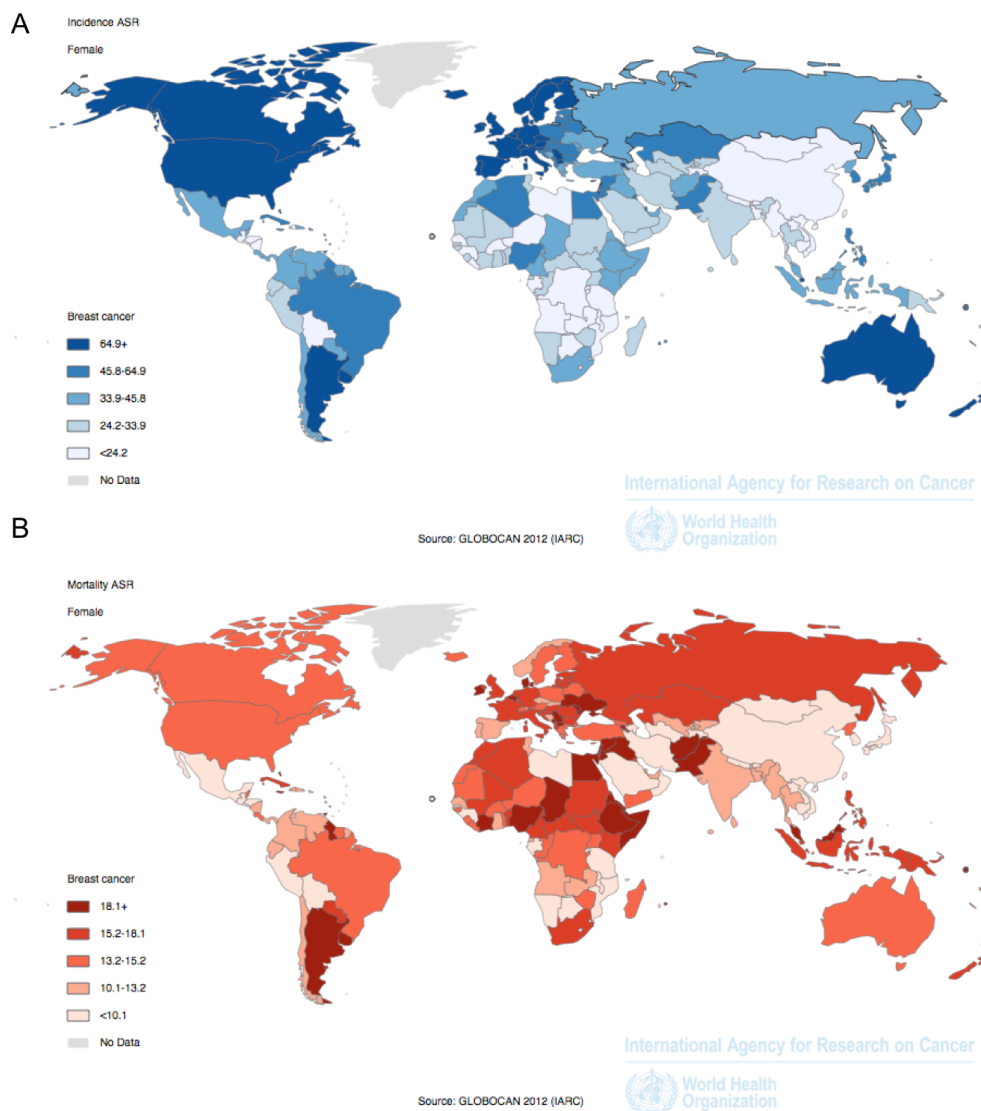 A
Incidence ASR
Female
Breast cancer
64.9+
45.8-64.9
33.9-45.8
24.2-33.9
<24.2
No Data
International Agency for Research on Cancer
World Health
Organization
Source: GLOBOCAN 2012 (IARC)
B
Mortality ASR
Female
Breast cancer
18.1+
15.2-18.1
13.2-15.2
10.1-13.2
<10.1
No Data
International Agency for Research on Cancer
World Health
Organization
Source: GLOBOCAN 2012 (IARC)